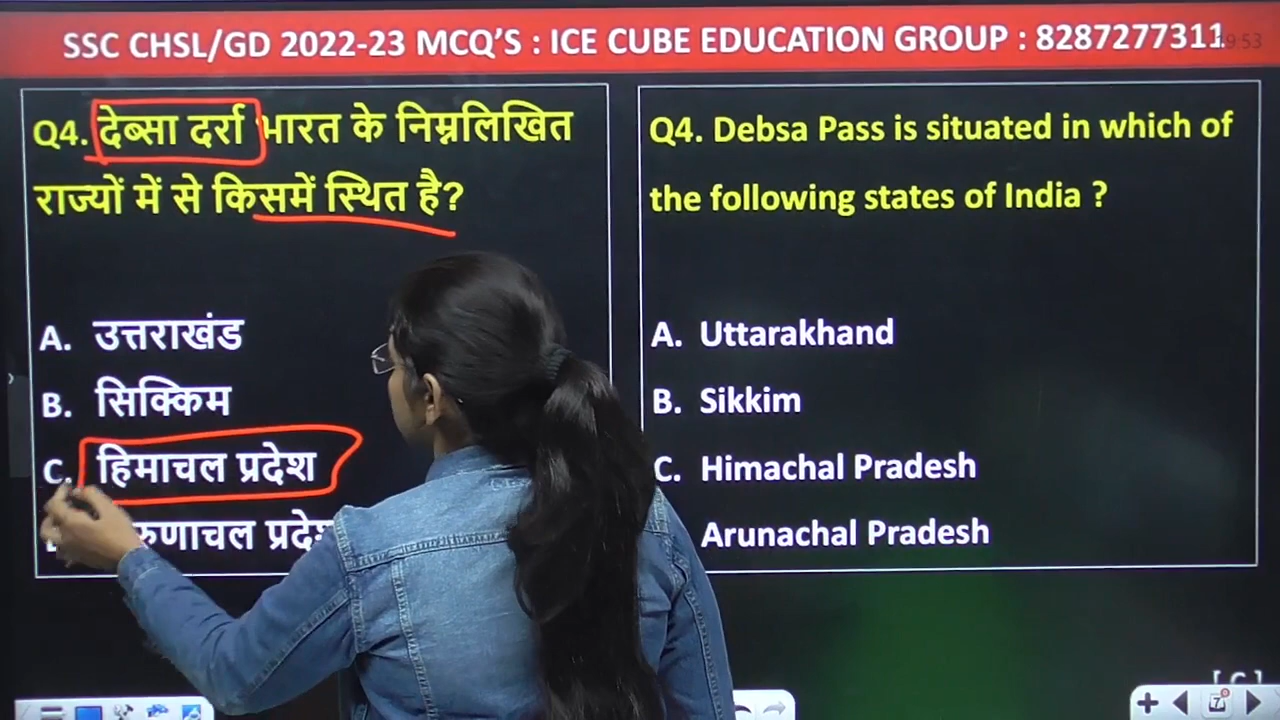 SSC CHSL/GD 2022-23 MCQ'S : ICE CUBE EDUCATION GROUP : 8287277311
Q4. देब्सा दर्रा भारत के निम्नलिखित
राज्यों में से किसमें स्थित है?
A. उत्तराखंड
B. सिक्किम
C. हिमाचल प्रदेश
Q4. Debsa Pass is situated in which of
the following states of India ?
A. Uttarakhand
B. Sikkim
C. Himachal Pradesh
Arunachal Pradesh